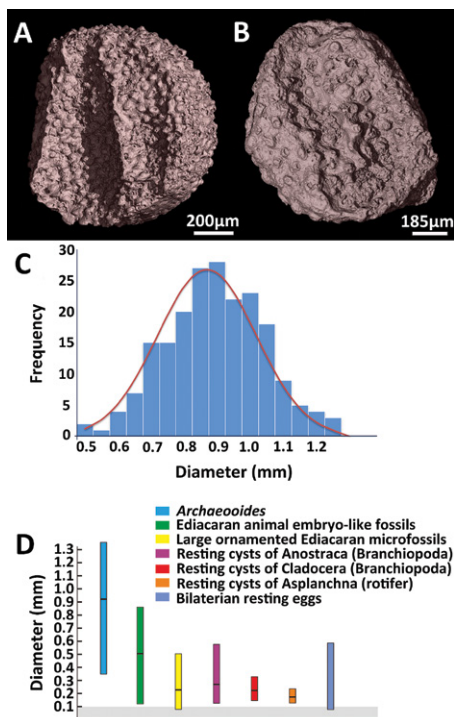 A
B
200µm
185µm
C
30
25
20
15
10
5
0
Frequency
0.5 0.6 0.7 0.8 0.9 1.0 1.1 1.2
Diameter (mm)
D
Archaeooides
Ediacaran animal embryo-like fossils
Large ornamented Ediacaran microfossils
Resting cysts of Anostraca (Branchiopoda)
Resting cysts of Cladocera (Branchiopoda)
Resting cysts of Asplanchna (rotifer)
Bilaterian resting eggs
Diameter (mm)
1.3
1.2
1.1
1.0
0.9
0.8
0.7
0.6
0.5
0.4
0.3
0.2
0.1